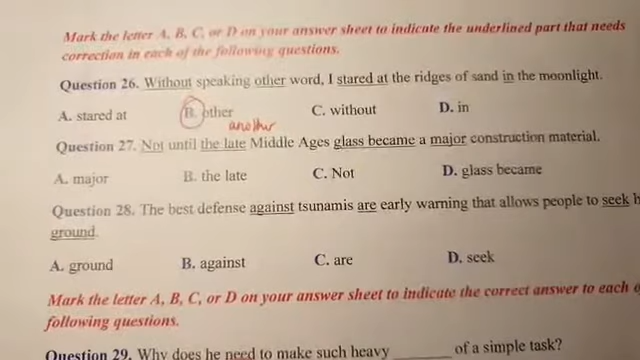 Mark the letter A, B, C, or D on your answer sheet to indicate the underlined part that needs
correction in each of the following questions.
Question 26. Without speaking other word, I stared at the ridges of sand in the moonlight.
A. stared at B. other C. without D. in
another
Question 27. Not until the late Middle Ages glass became a major construction material.
A. major B. the late C. Not D. glass became
Question 28. The best defense against tsunamis are early warning that allows people to seek
ground.
A. ground B. against C. are D. seek
Mark the letter A, B, C, or D on your answer sheet to indicate the correct answer to each
following questions.
Question 29. Why does he need to make such heavy ______ of a simple task?